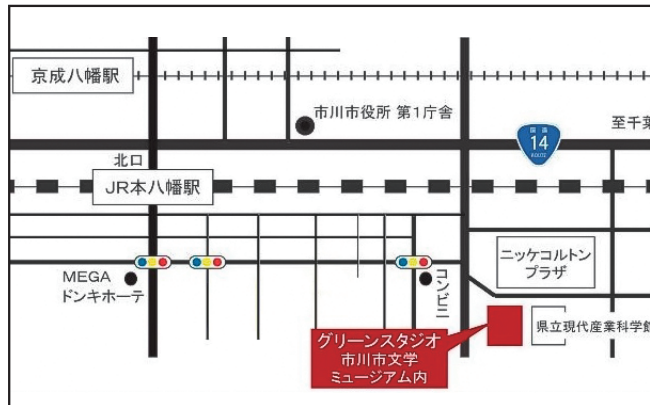 京成八幡駅
市川市役所 第1庁舎
国道
14
ROUTE
至千葉
北口
JR本八幡駅
MEGA
ドンキホーテ
コンビニ
ニッケコルトン
プラザ
県立現代産業科学館
グリーンスタジオ
市川市文学
ミュージアム内